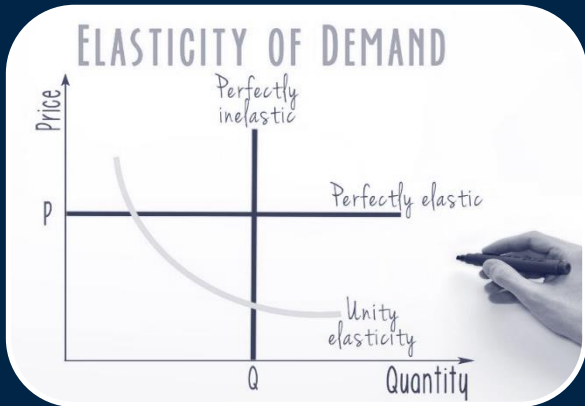 ELASTICITY OF DEMAND
Perfectly
inelastic
Price
Perfectly elastic
P
Unity
elasticity
Q
Quantity